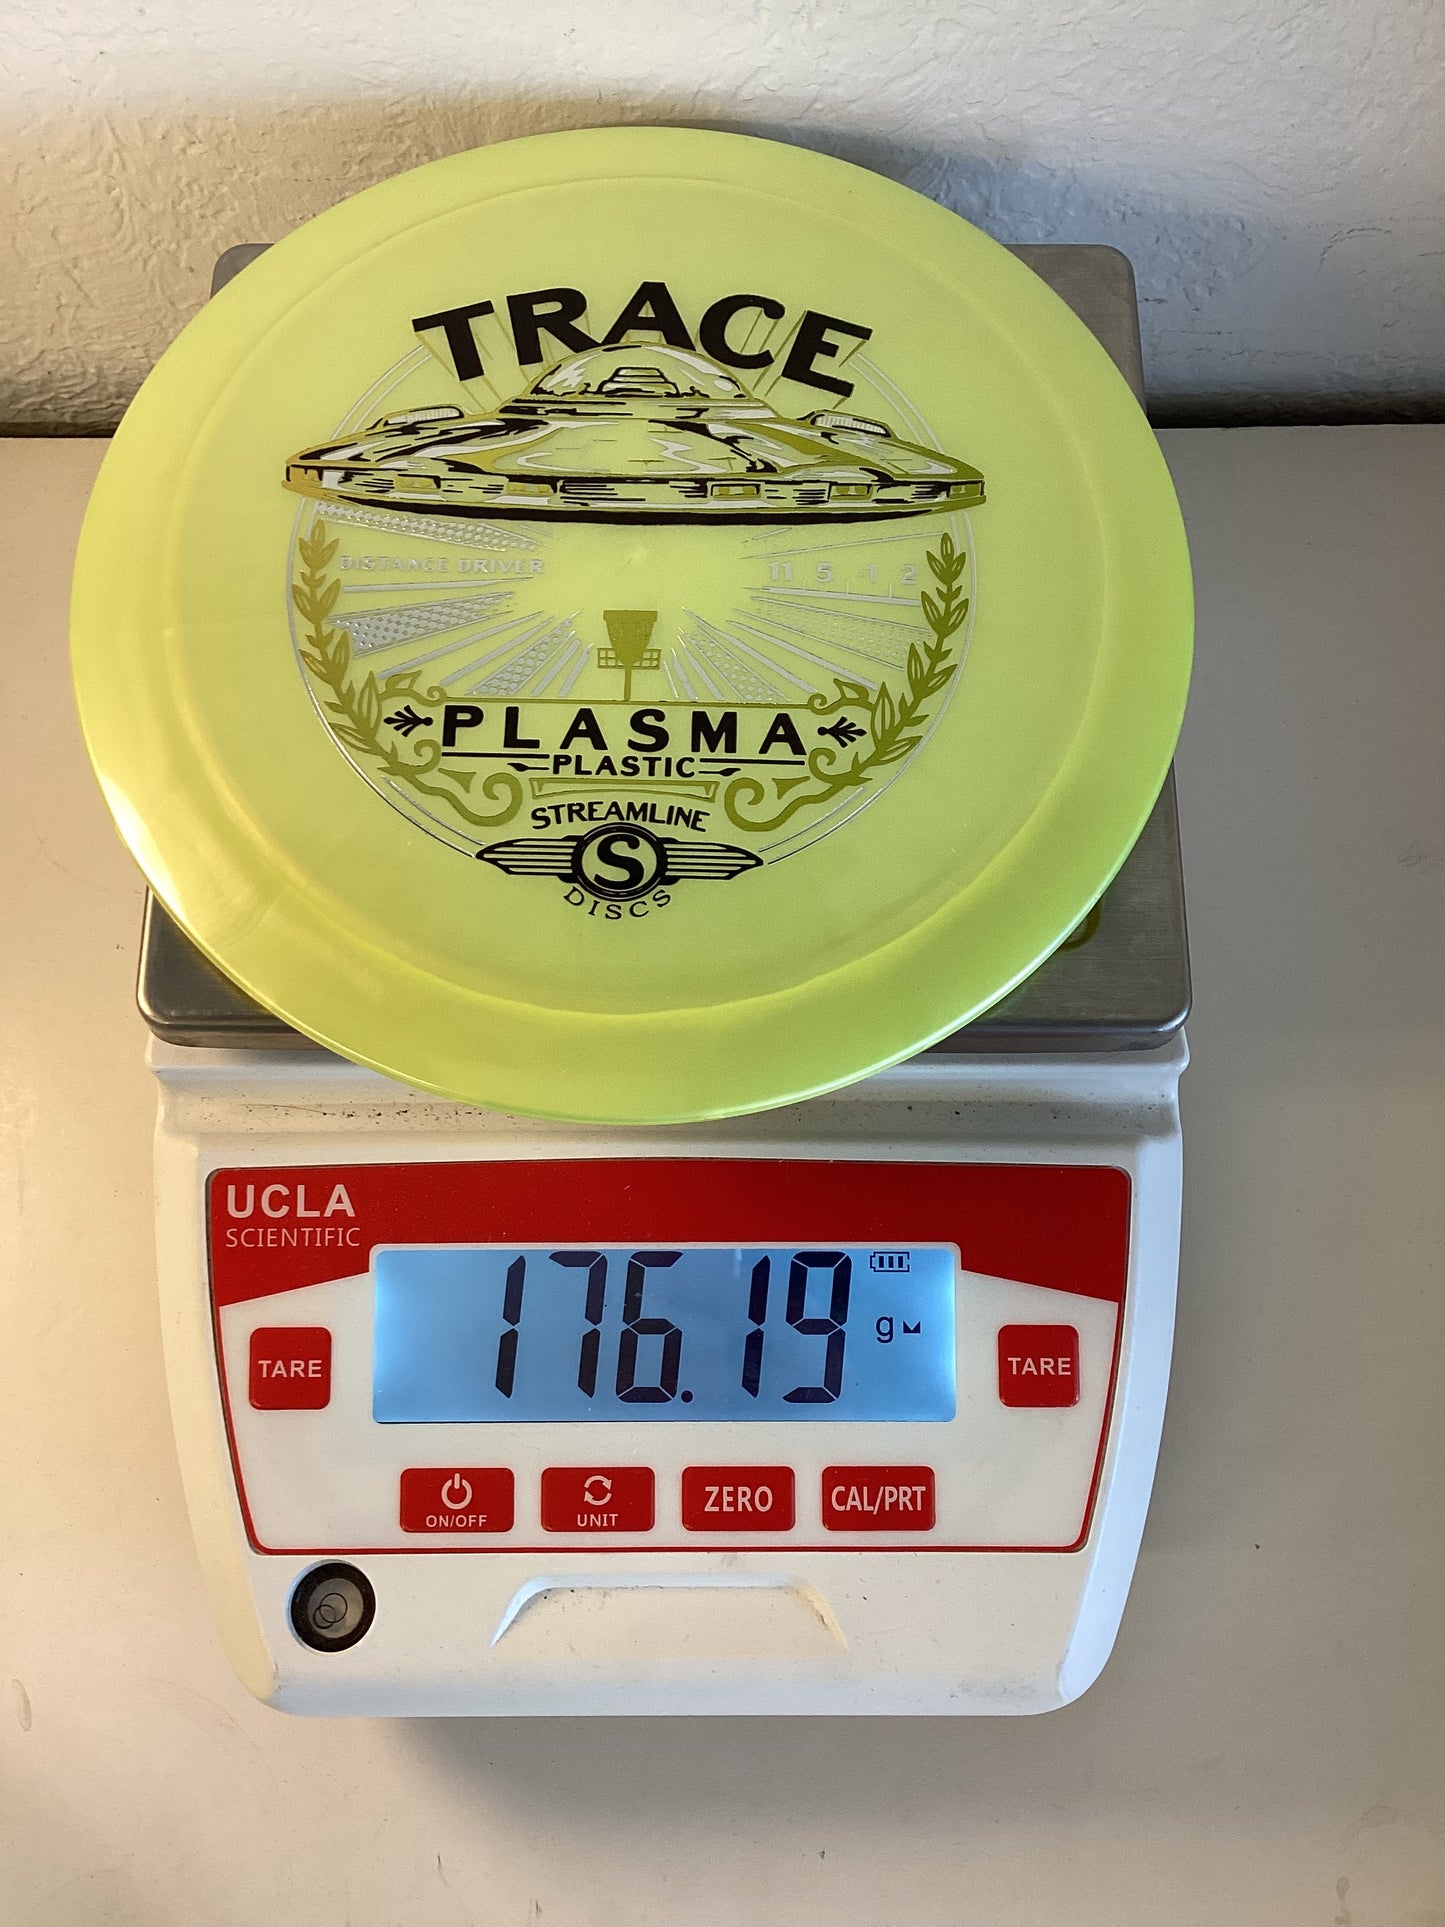 TRACE
DISTANCE DRIVER
11 5 -1 2
PLASMA
PLASTIC
STREAMLINE
S
DISCS
UCLA
SCIENTIFIC
176.19 g
TARE
TARE
ON/OFF
UNIT
ZERO
CAL/PRT